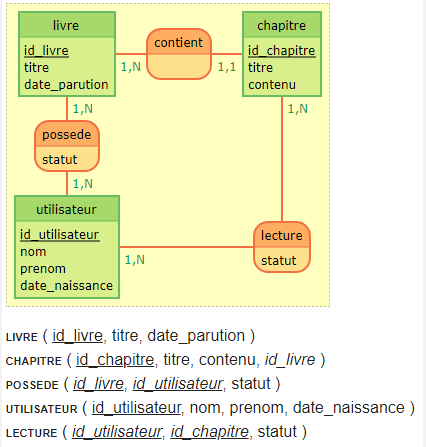 livre
id_livre
titre
date_parution
1,N
contient
1,1
chapitre
id_chapitre
titre
contenu
1,N
1,N
possede
statut
1,N
utilisateur
id_utilisateur
nom
prenom
date_naissance
1,N
lecture
statut
LIVRE ( id_livre, titre, date_parution )
CHAPITRE ( id_chapitre, titre, contenu, id_livre )
POSSEDE ( id_livre, id_utilisateur, statut )
UTILISATEUR ( id_utilisateur, nom, prenom, date_naissance )
LECTURE ( id_utilisateur, id_chapitre, statut )